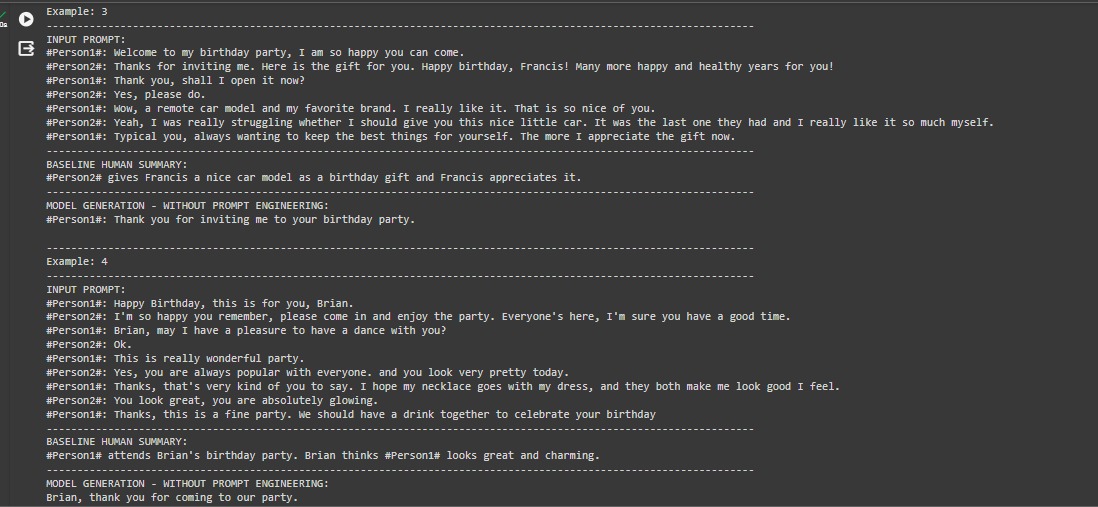 Example: 3
---------------------------------------------------------------------------------------------------
INPUT PROMPT:
#Person1#: Welcome to my birthday party, I am so happy you can come.
#Person2#: Thanks for inviting me. Here is the gift for you. Happy birthday, Francis! Many more happy and healthy years for you!
#Person1#: Thank you, shall I open it now?
#Person2#: Yes, please do.
#Person1#: Wow, a remote car model and my favorite brand. I really like it. That is so nice of you.
#Person2#: Yeah, I was really struggling whether I should give you this nice little car. It was the last one they had and I really like it so much myself.
#Person1#: Typical you, always wanting to keep the best things for yourself. The more I appreciate the gift now.
---------------------------------------------------------------------------------------------------
BASELINE HUMAN SUMMARY:
#Person2# gives Francis a nice car model as a birthday gift and Francis appreciates it.
---------------------------------------------------------------------------------------------------
MODEL GENERATION - WITHOUT PROMPT ENGINEERING:
#Person1#: Thank you for inviting me to your birthday party.
---------------------------------------------------------------------------------------------------
Example: 4
---------------------------------------------------------------------------------------------------
INPUT PROMPT:
#Person1#: Happy Birthday, this is for you, Brian.
#Person2#: I'm so happy you remember, please come in and enjoy the party. Everyone's here, I'm sure you have a good time.
#Person1#: Brian, may I have a pleasure to have a dance with you?
#Person2#: Ok.
#Person1#: This is really wonderful party.
#Person2#: Yes, you are always popular with everyone. and you look very pretty today.
#Person1#: Thanks, that's very kind of you to say. I hope my necklace goes with my dress, and they both make me look good I feel.
#Person2#: You look great, you are absolutely glowing.
#Person1#: Thanks, this is a fine party. We should have a drink together to celebrate your birthday
---------------------------------------------------------------------------------------------------
BASELINE HUMAN SUMMARY:
#Person1# attends Brian's birthday party. Brian thinks #Person1# looks great and charming.
---------------------------------------------------------------------------------------------------
MODEL GENERATION - WITHOUT PROMPT ENGINEERING:
Brian, thank you for coming to our party.